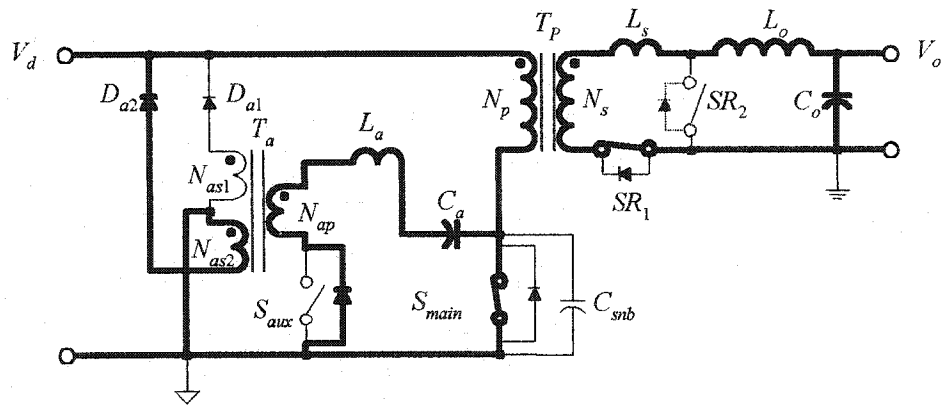 T_P
L_s
L_o
V_d
V_o
D_a2
D_a1
N_p
N_s
SR_2
C_o
T_a
L_a
N_as1
N_ap
C_a
SR_1
N_as2
S_aux
S_main
C_snb